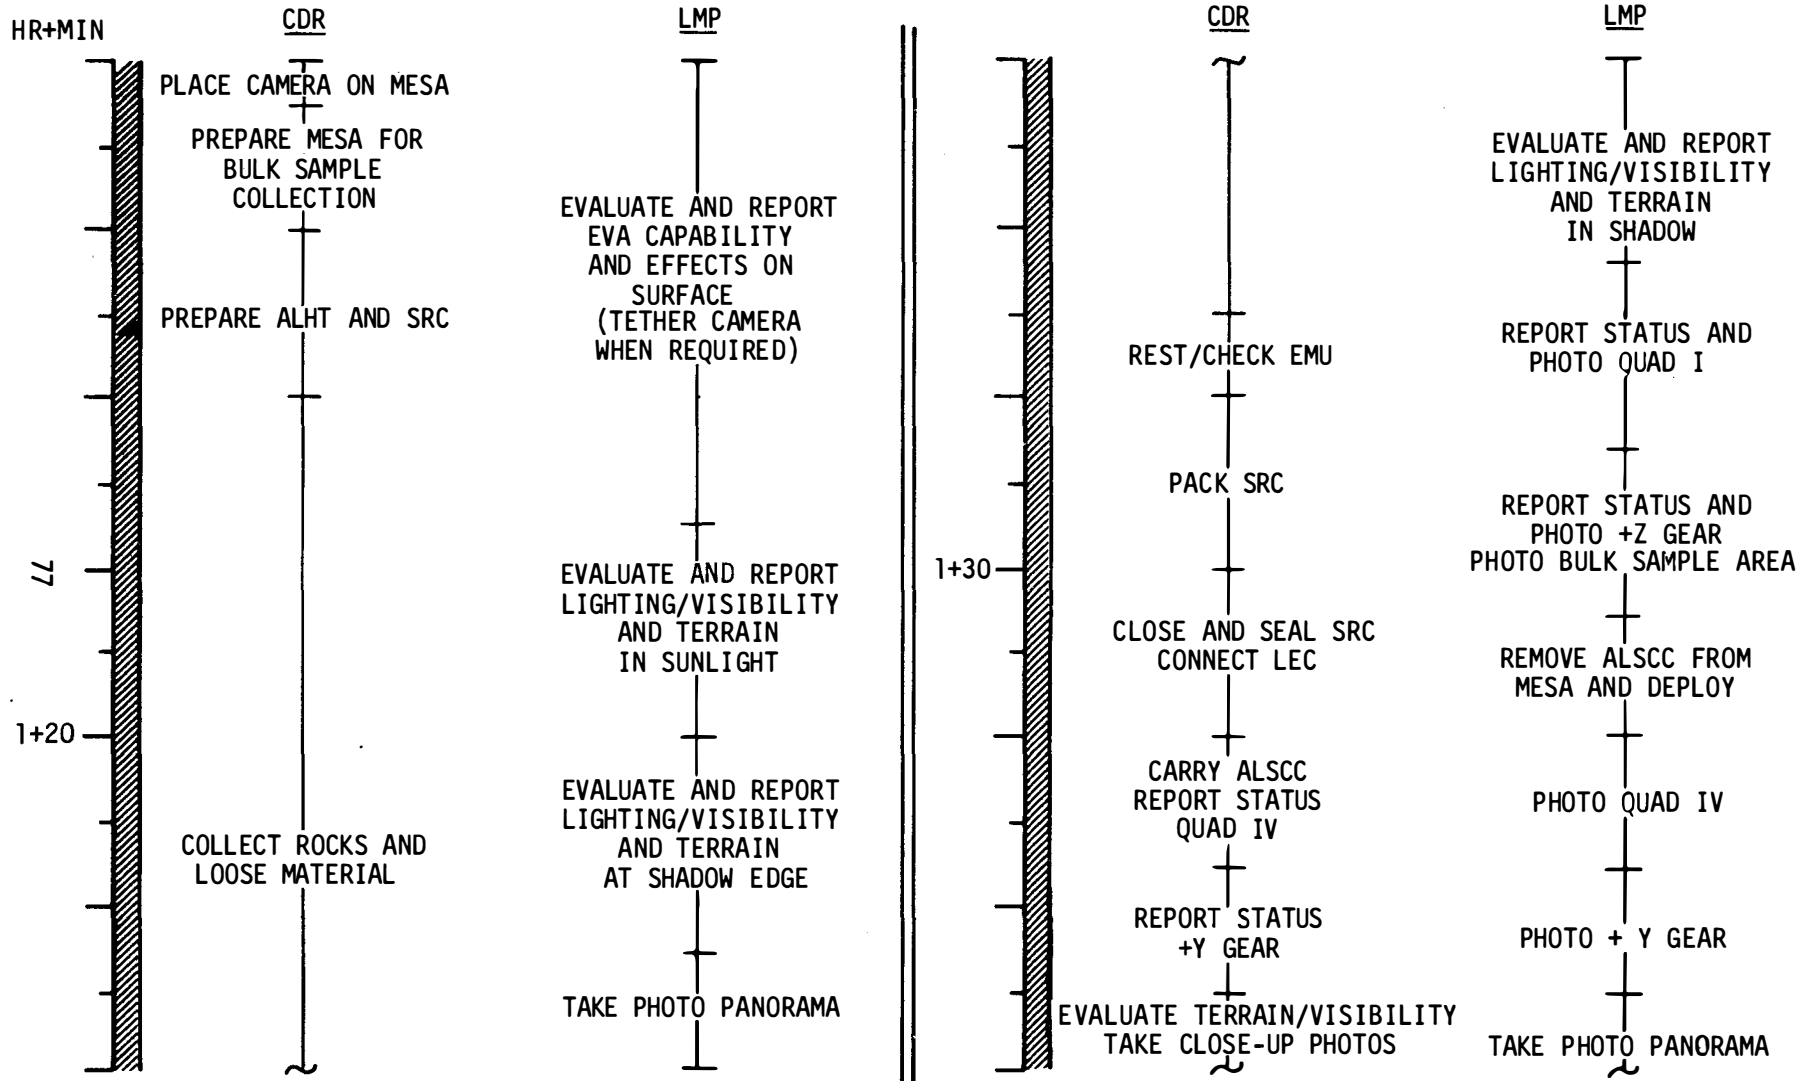 HR+MIN
CDR
LMP
PLACE CAMERA ON MESA
PREPARE MESA FOR
BULK SAMPLE
COLLECTION
PREPARE ALHT AND SRC
COLLECT ROCKS AND
LOOSE MATERIAL
EVALUATE AND REPORT
EVA CAPABILITY
AND EFFECTS ON
SURFACE
(TETHER CAMERA
WHEN REQUIRED)
EVALUATE AND REPORT
LIGHTING/VISIBILITY
AND TERRAIN
IN SUNLIGHT
EVALUATE AND REPORT
LIGHTING/VISIBILITY
AND TERRAIN
AT SHADOW EDGE
TAKE PHOTO PANORAMA
77
1+20
CDR
LMP
REST/CHECK EMU
PACK SRC
1+30
CLOSE AND SEAL SRC
CONNECT LEC
CARRY ALSCC
REPORT STATUS
QUAD IV
REPORT STATUS
+Y GEAR
EVALUATE TERRAIN/VISIBILITY
TAKE CLOSE-UP PHOTOS
EVALUATE AND REPORT
LIGHTING/VISIBILITY
AND TERRAIN
IN SHADOW
REPORT STATUS AND
PHOTO QUAD I
REPORT STATUS AND
PHOTO +Z GEAR
PHOTO BULK SAMPLE AREA
REMOVE ALSCC FROM
MESA AND DEPLOY
PHOTO QUAD IV
PHOTO + Y GEAR
TAKE PHOTO PANORAMA